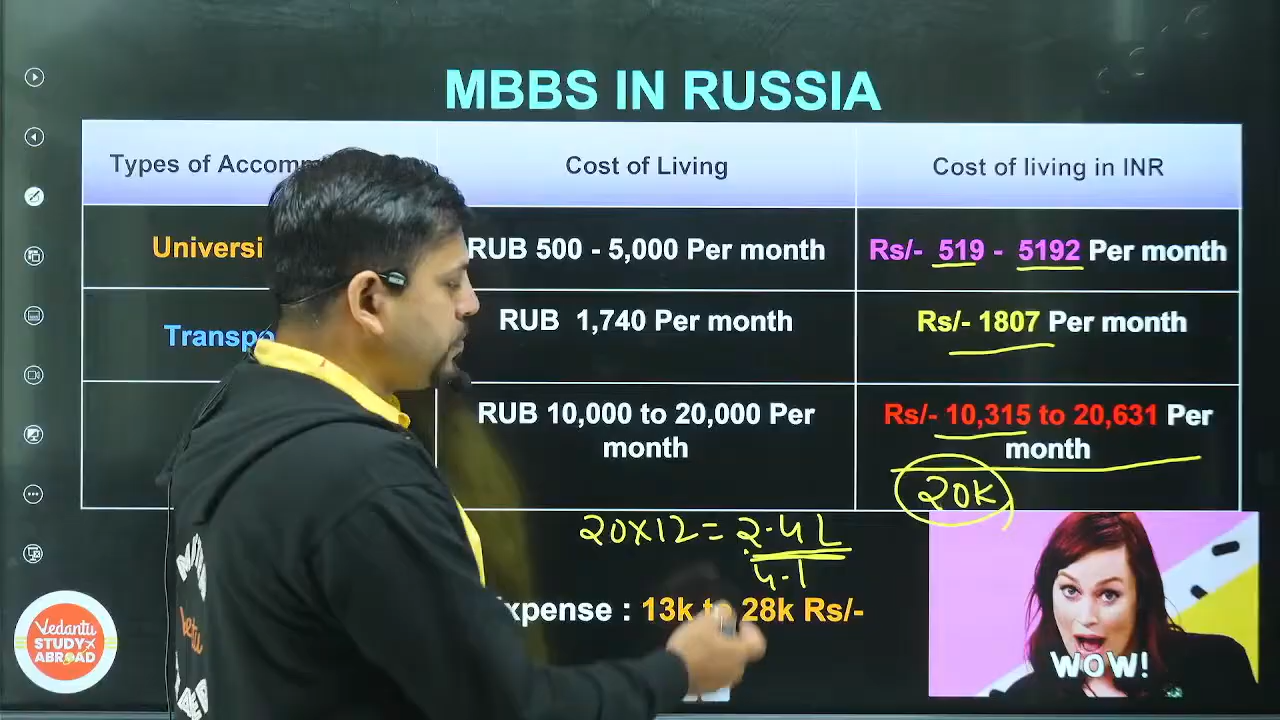 MBBS IN RUSSIA
Types of Accomm
Cost of Living
Cost of living in INR
Universi
RUB 500 - 5,000 Per month
Rs/- 519 - 5192 Per month
Transpo
RUB 1,740 Per month
Rs/- 1807 Per month
RUB 10,000 to 20,000 Per
month
Rs/- 10,315 to 20,631 Per
month
20K
20x12 = 2.4 L
4.1
xpense : 13k to 28k Rs/-
WOW!
Vedantu
STUDY
ABROAD